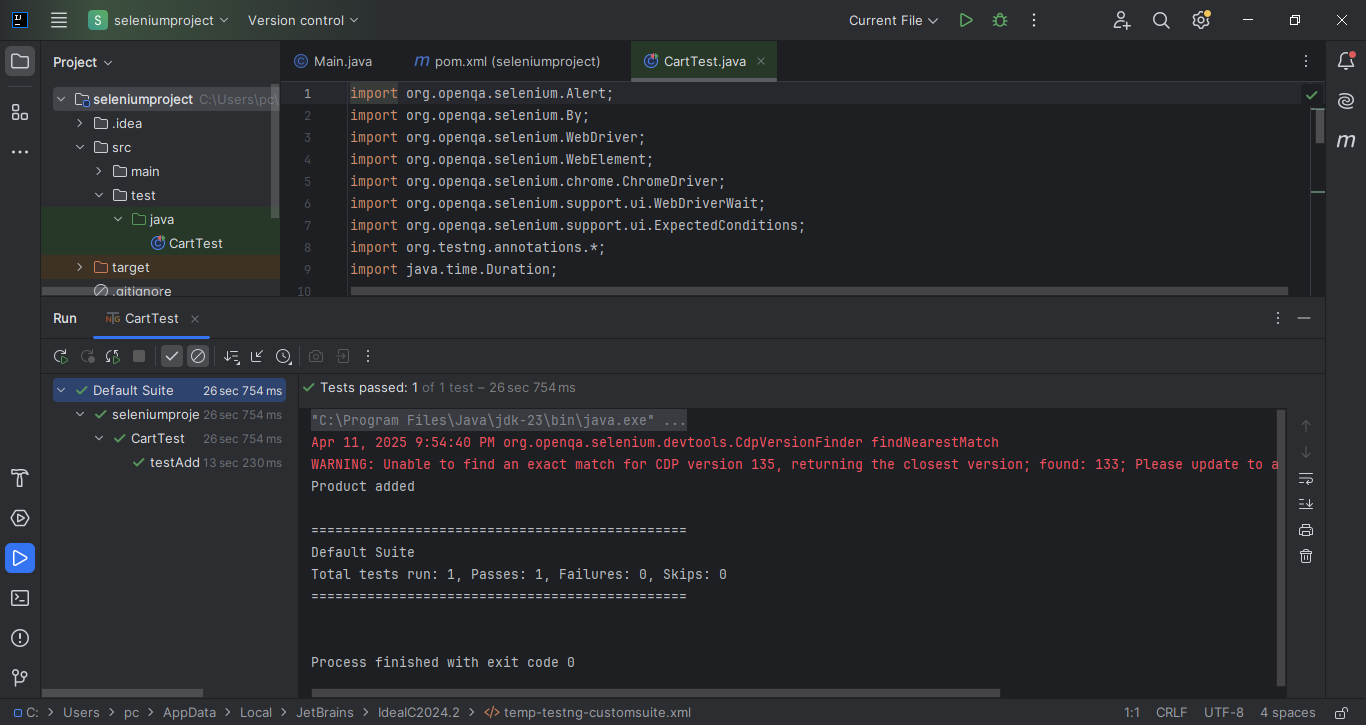 S seleniumproject Version control Current File
Project
Main.java
pom.xml (seleniumproject)
CartTest.java
seleniumproject C:\Users\pc\
.idea
src
main
test
java
CartTest
target
.gitignore
1 import org.openqa.selenium.Alert;
2 import org.openqa.selenium.By;
3 import org.openqa.selenium.WebDriver;
4 import org.openqa.selenium.WebElement;
5 import org.openqa.selenium.chrome.ChromeDriver;
6 import org.openqa.selenium.support.ui.WebDriverWait;
7 import org.openqa.selenium.support.ui.ExpectedConditions;
8 import org.testng.annotations.*;
9 import java.time.Duration;
10
Run CartTest
Default Suite 26 sec 754 ms
seleniumproje 26 sec 754 ms
CartTest 26 sec 754 ms
testAdd 13 sec 230 ms
Tests passed: 1 of 1 test – 26 sec 754 ms
"C:\Program Files\Java\jdk-23\bin\java.exe" ...
Apr 11, 2025 9:54:40 PM org.openqa.selenium.devtools.CdpVersionFinder findNearestMatch
WARNING: Unable to find an exact match for CDP version 135, returning the closest version; found: 133; Please update to a
Product added
===============================================
Default Suite
Total tests run: 1, Passes: 1, Failures: 0, Skips: 0
===============================================
Process finished with exit code 0
C: > Users > pc > AppData > Local > JetBrains > IdeaIC2024.2 > temp-testng-customsuite.xml 1:1 CRLF UTF-8 4 spaces